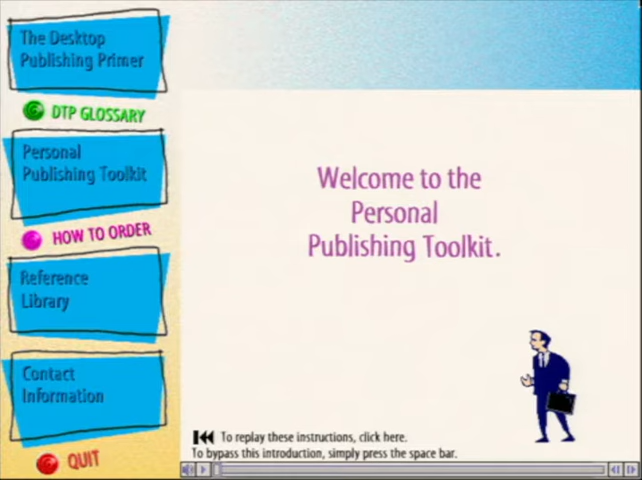 The Desktop
Publishing Primer
DTP GLOSSARY
Personal
Publishing Toolkit
HOW TO ORDER
Reference
Library
Contact
Information
QUIT
Welcome to the
Personal
Publishing Toolkit.
To replay these instructions, click here.
To bypass this introduction, simply press the space bar.